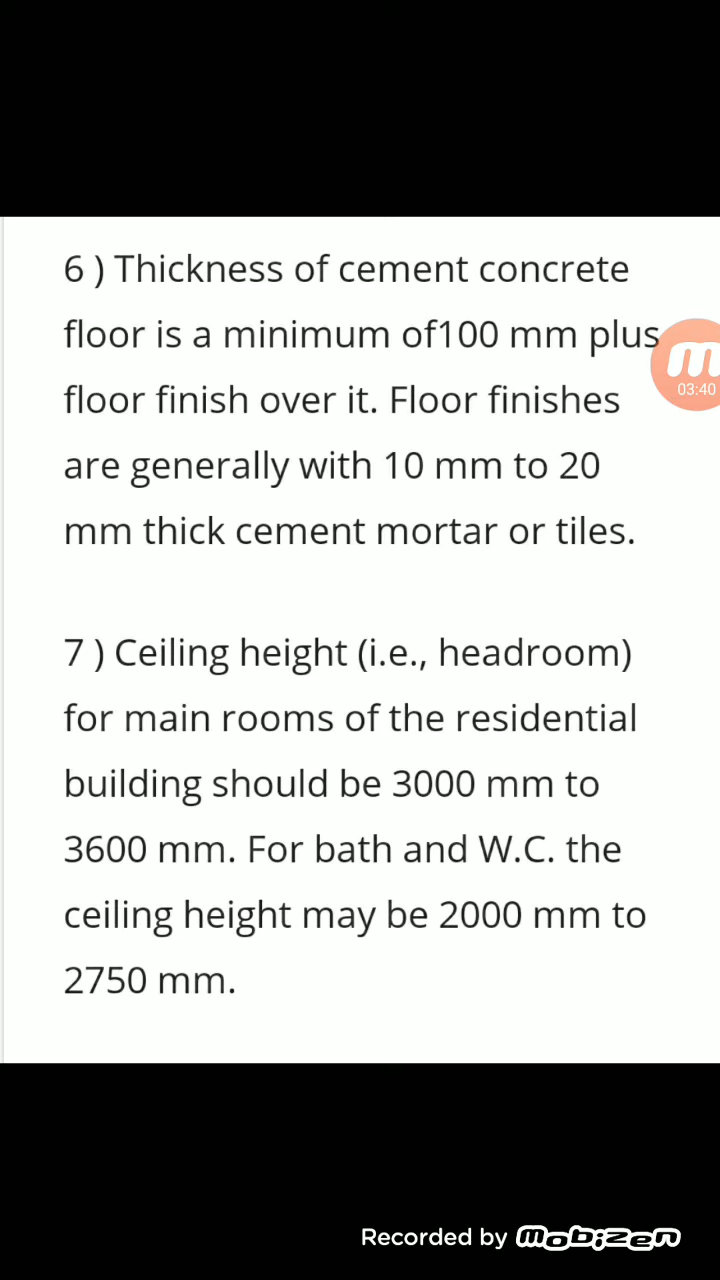 6 ) Thickness of cement concrete
floor is a minimum of100 mm plus
floor finish over it. Floor finishes
are generally with 10 mm to 20
mm thick cement mortar or tiles.
7 ) Ceiling height (i.e., headroom)
for main rooms of the residential
building should be 3000 mm to
3600 mm. For bath and W.C. the
ceiling height may be 2000 mm to
2750 mm.
m
03:40
Recorded by mobizen